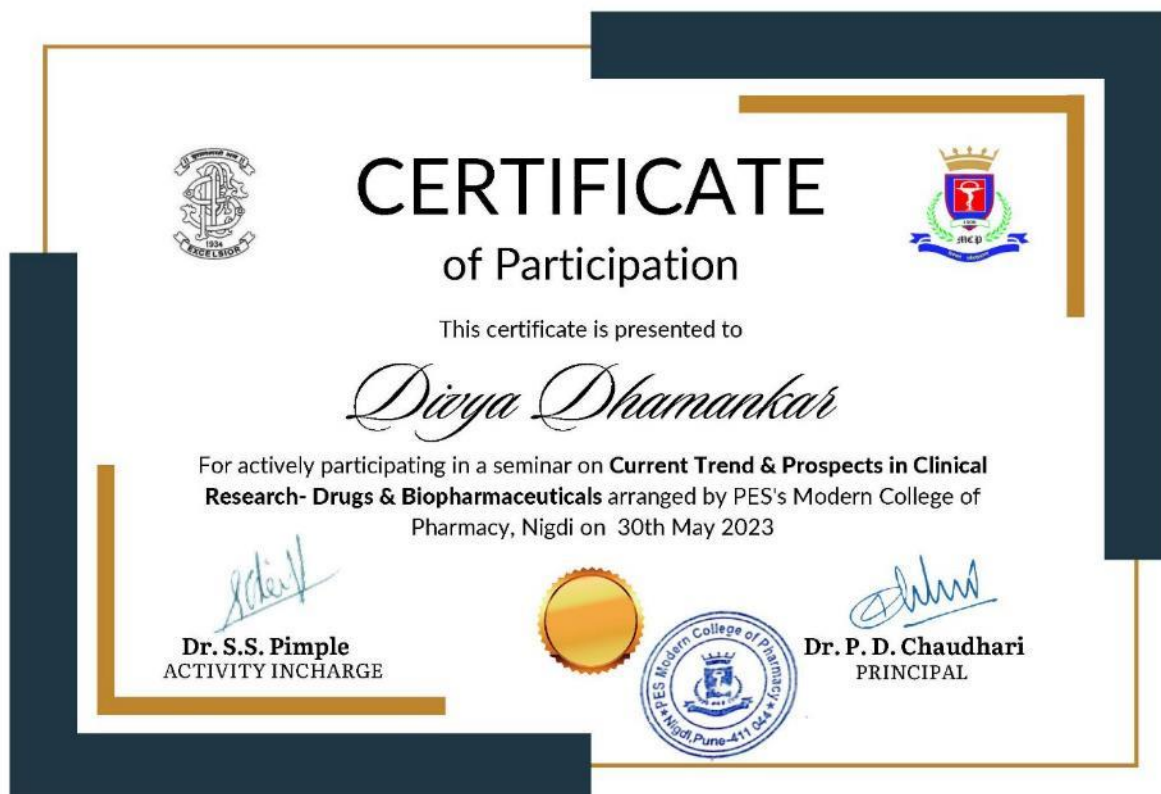 1934
EXCELSIOR
MCP
CERTIFICATE
of Participation
This certificate is presented to
Divya Dhamankar
For actively participating in a seminar on Current Trend & Prospects in Clinical
Research- Drugs & Biopharmaceuticals arranged by PES's Modern College of
Pharmacy, Nigdi on 30th May 2023
Dr. S.S. Pimple
ACTIVITY INCHARGE
PES Modern College of Pharmacy
Nigdi, Pune-411 044
Dr. P. D. Chaudhari
PRINCIPAL